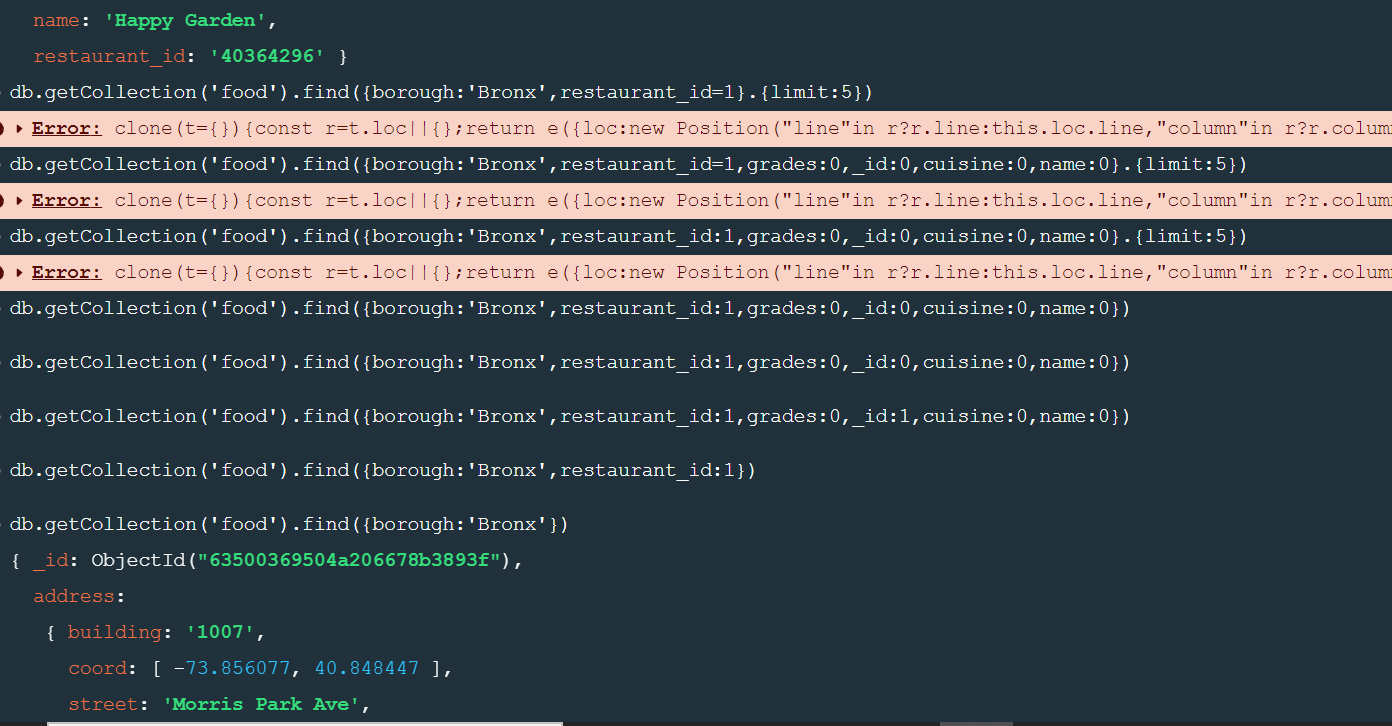 name: 'Happy Garden',
restaurant_id: '40364296' }
db.getCollection('food').find({borough:'Bronx',restaurant_id=1}.{limit:5})
Error: clone(t={}){const r=t.loc||{};return e({loc:new Position("line"in r?r.line:this.loc.line,"column"in r?r.colum
db.getCollection('food').find({borough:'Bronx',restaurant_id=1,grades:0,_id:0,cuisine:0,name:0}.{limit:5})
Error: clone(t={}){const r=t.loc||{};return e({loc:new Position("line"in r?r.line:this.loc.line,"column"in r?r.colum
db.getCollection('food').find({borough:'Bronx',restaurant_id:1,grades:0,_id:0,cuisine:0,name:0}.{limit:5})
Error: clone(t={}){const r=t.loc||{};return e({loc:new Position("line"in r?r.line:this.loc.line,"column"in r?r.colum
db.getCollection('food').find({borough:'Bronx',restaurant_id:1,grades:0,_id:0,cuisine:0,name:0})
db.getCollection('food').find({borough:'Bronx',restaurant_id:1,grades:0,_id:0,cuisine:0,name:0})
db.getCollection('food').find({borough:'Bronx',restaurant_id:1,grades:0,_id:1,cuisine:0,name:0})
db.getCollection('food').find({borough:'Bronx',restaurant_id:1})
db.getCollection('food').find({borough:'Bronx'})
{ _id: ObjectId("63500369504a206678b3893f"),
address:
{ building: '1007',
coord: [ -73.856077, 40.848447 ],
street: 'Morris Park Ave',